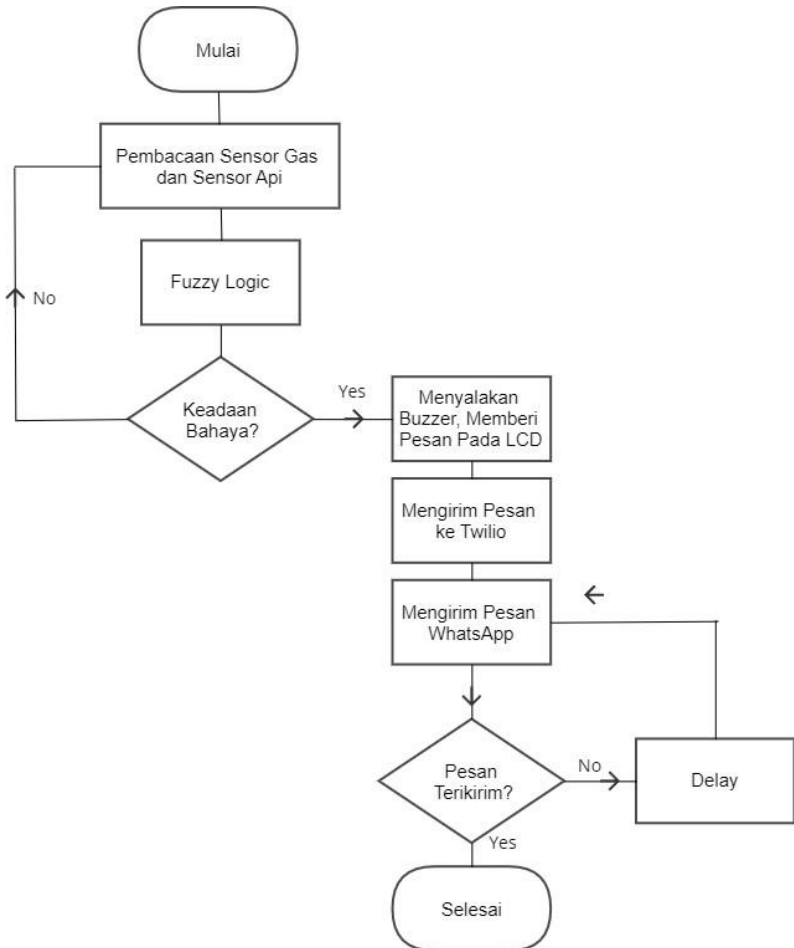 Mulai
Pembacaan Sensor Gas
dan Sensor Api
Fuzzy Logic
No
Keadaan
Bahaya?
Yes
Menyalakan
Buzzer, Memberi
Pesan Pada LCD
Mengirim Pesan
ke Twilio
Mengirim Pesan
WhatsApp
Pesan
Terikirim?
No
Delay
Yes
Selesai